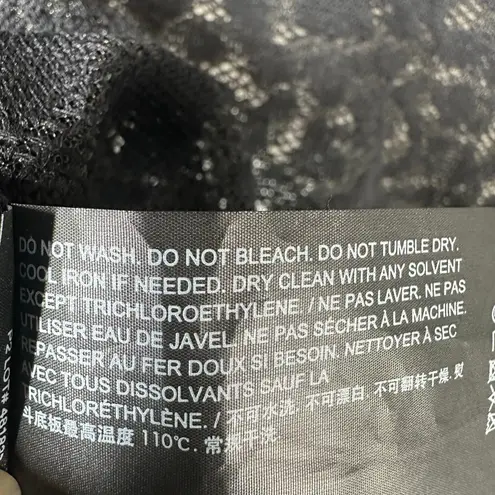 DO NOT WASH. DO NOT BLEACH. DO NOT TUMBLE DRY.
COOL IRON IF NEEDED. DRY CLEAN WITH ANY SOLVENT
EXCEPT TRICHLOROETHYLENE. / NE PAS LAVER. NE PAS
UTILISER EAU DE JAVEL. NE PAS SÉCHER À LA MACHINE.
REPASSER AU FER DOUX SI BESOIN. NETTOYER À SEC
AVEC TOUS DISSOLVANTS SAUF LA
TRICHLORÉTHYLÈNE. / 不可水洗. 不可漂白. 不可翻转干燥. 熨
斗底板最高温度 110℃. 常规干洗.